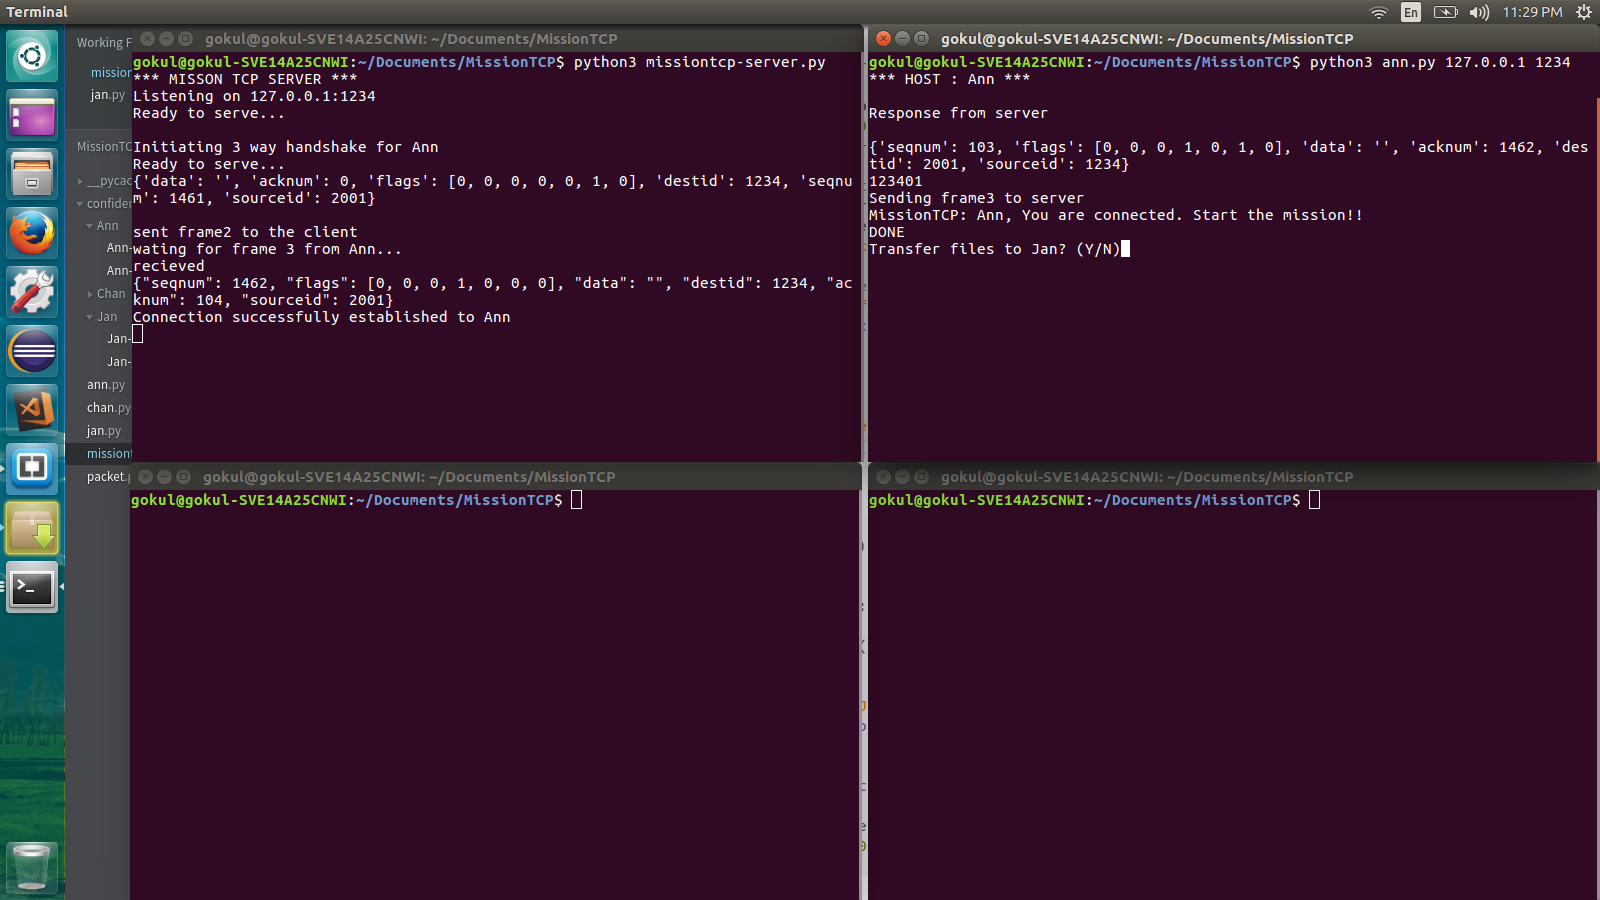 Terminal
En
11:29 PM
Working F
mission
jan.py
MissionTC
__pycac
confider
Ann
Ann-
Ann-
Chan
Jan
Jan-
Jan-
ann.py
chan.py
jan.py
mission
packet.
gokul@gokul-SVE14A25CNWI: ~/Documents/MissionTCP
gokul@gokul-SVE14A25CNWI:~/Documents/MissionTCP$ python3 missiontcp-server.py
*** MISSON TCP SERVER ***
Listening on 127.0.0.1:1234
Ready to serve...
Initiating 3 way handshake for Ann
Ready to serve...
{'data': '', 'acknum': 0, 'flags': [0, 0, 0, 0, 0, 1, 0], 'destid': 1234, 'seqnu
m': 1461, 'sourceid': 2001}
sent frame2 to the client
wating for frame 3 from Ann...
recieved
{"seqnum": 1462, "flags": [0, 0, 0, 1, 0, 0, 0], "data": "", "destid": 1234, "ac
knum": 104, "sourceid": 2001}
Connection successfully established to Ann
gokul@gokul-SVE14A25CNWI: ~/Documents/MissionTCP
gokul@gokul-SVE14A25CNWI:~/Documents/MissionTCP$ python3 ann.py 127.0.0.1 1234
*** HOST : Ann ***
Response from server
{'seqnum': 103, 'flags': [0, 0, 0, 1, 0, 1, 0], 'data': '', 'acknum': 1462, 'des
tid': 2001, 'sourceid': 1234}
123401
Sending frame3 to server
MissionTCP: Ann, You are connected. Start the mission!!
DONE
Transfer files to Jan? (Y/N)
gokul@gokul-SVE14A25CNWI: ~/Documents/MissionTCP
gokul@gokul-SVE14A25CNWI:~/Documents/MissionTCP$
gokul@gokul-SVE14A25CNWI: ~/Documents/MissionTCP
gokul@gokul-SVE14A25CNWI:~/Documents/MissionTCP$